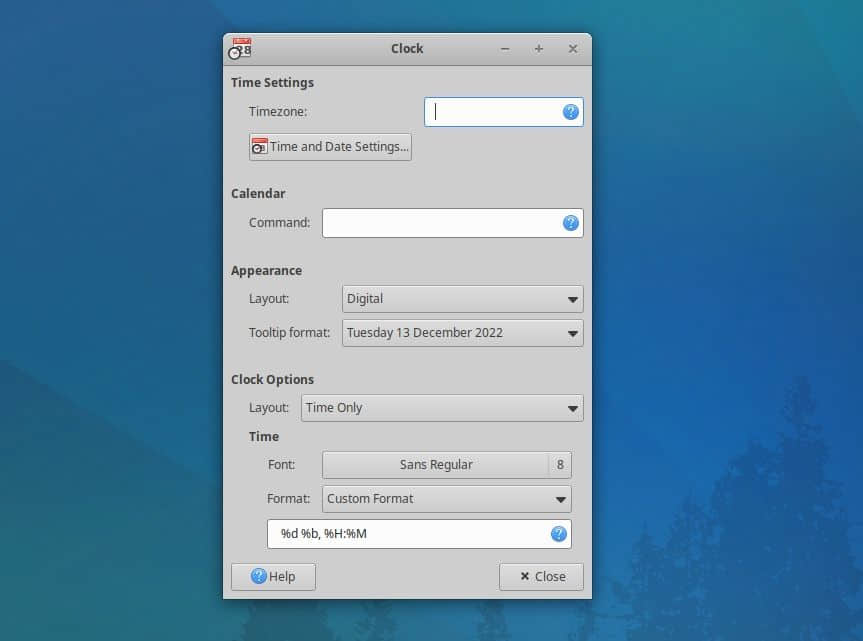 Clock
Time Settings
Timezone:
Time and Date Settings...
Calendar
Command:
Appearance
Layout: Digital
Tooltip format: Tuesday 13 December 2022
Clock Options
Layout: Time Only
Time
Font: Sans Regular 8
Format: Custom Format
%d %b, %H:%M
Help Close